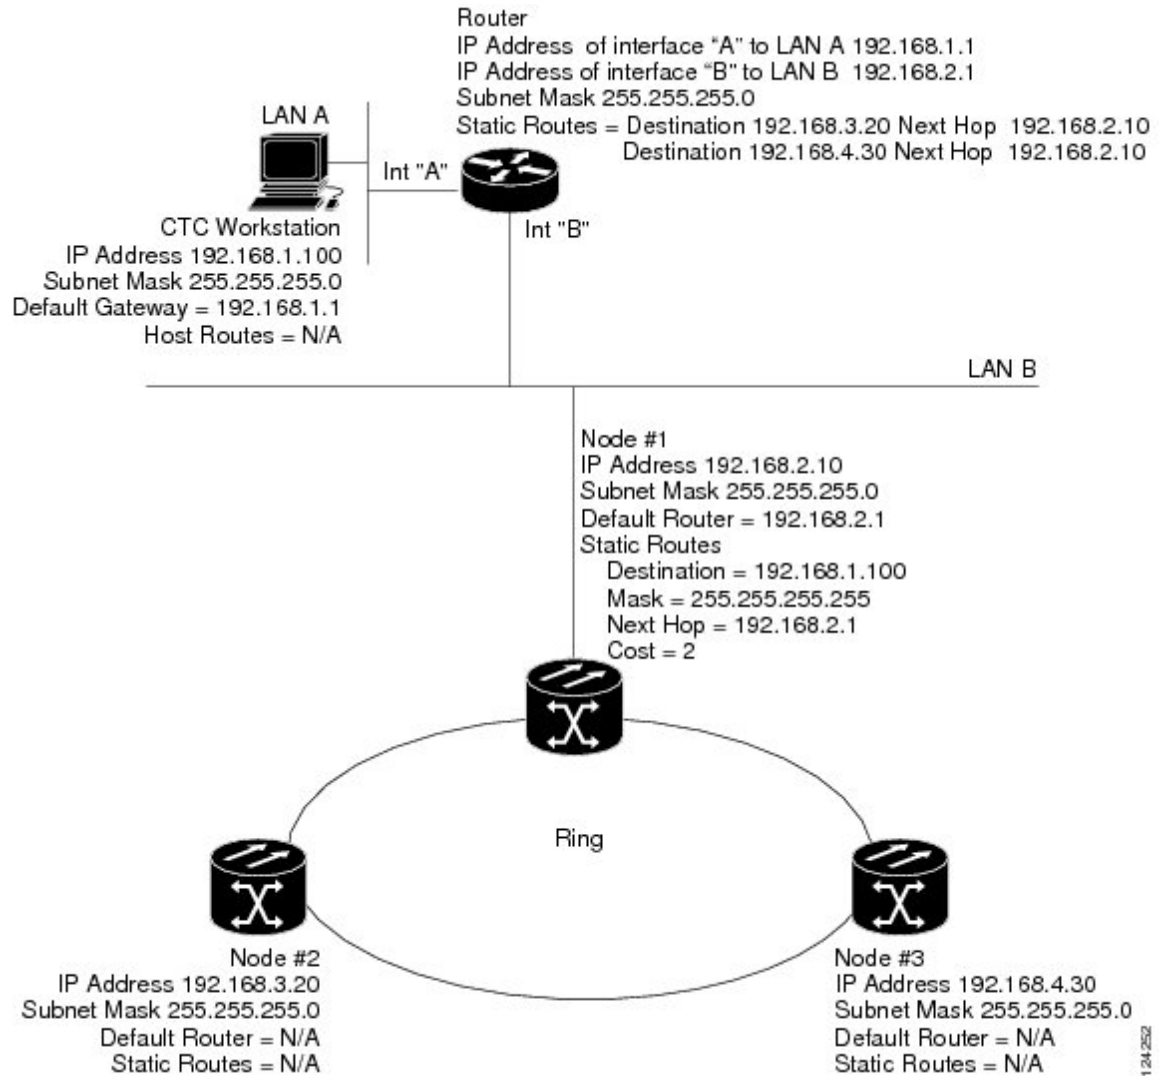 Router
IP Address of interface “A” to LAN A 192.168.1.1
IP Address of interface “B” to LAN B 192.168.2.1
Subnet Mask 255.255.255.0
Static Routes = Destination 192.168.3.20 Next Hop 192.168.2.10
Destination 192.168.4.30 Next Hop 192.168.2.10
LAN A
Int "A"
Int "B"
CTC Workstation
IP Address 192.168.1.100
Subnet Mask 255.255.255.0
Default Gateway = 192.168.1.1
Host Routes = N/A
LAN B
Node #1
IP Address 192.168.2.10
Subnet Mask 255.255.255.0
Default Router = 192.168.2.1
Static Routes
Destination = 192.168.1.100
Mask = 255.255.255.255
Next Hop = 192.168.2.1
Cost = 2
Ring
Node #2
IP Address 192.168.3.20
Subnet Mask 255.255.255.0
Default Router = N/A
Static Routes = N/A
Node #3
IP Address 192.168.4.30
Subnet Mask 255.255.255.0
Default Router = N/A
Static Routes = N/A
124252